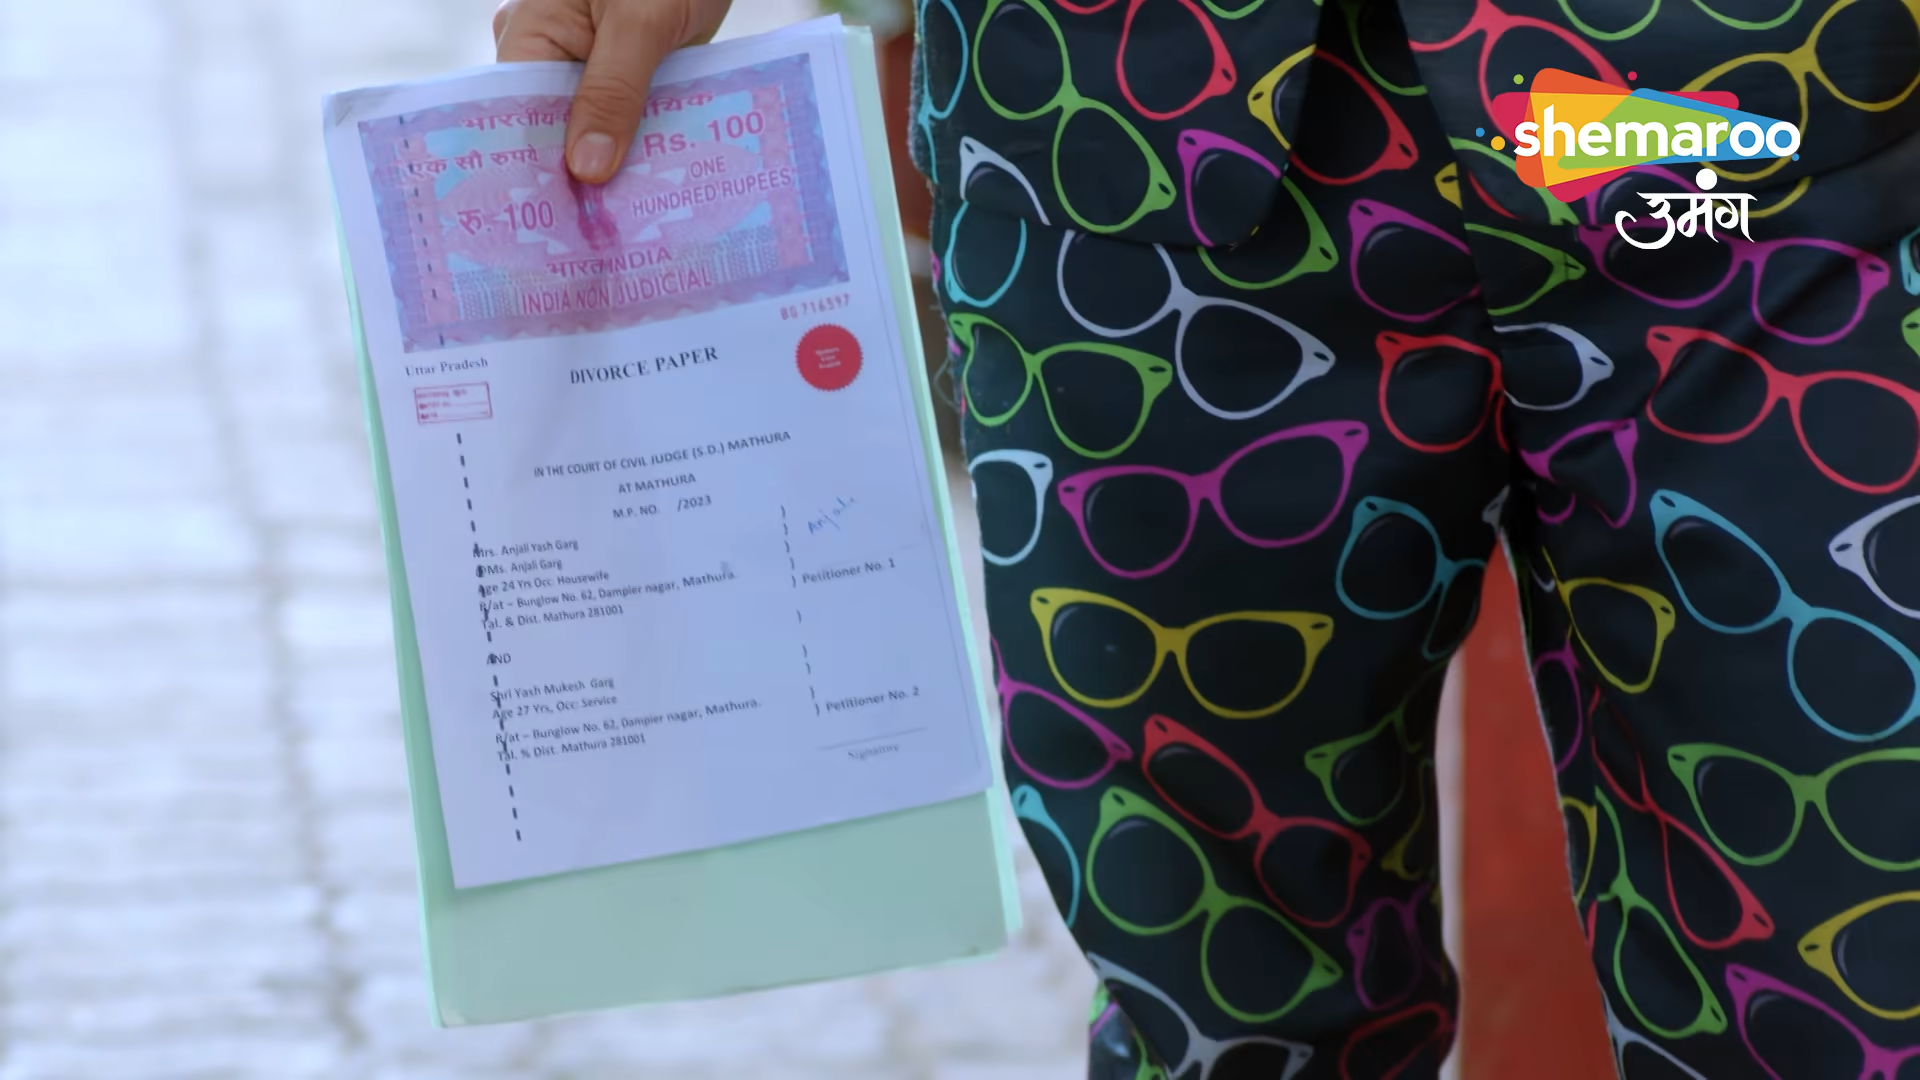 shemaroo
उमंग
Rs. 100
एक सौ रुपये
ONE
HUNDRED RUPEES
रु. 100
भारत INDIA
INDIA NON JUDICIAL
BG 716597
Uttar Pradesh
DIVORCE PAPER
IN THE COURT OF CIVIL JUDGE (S.D.) MATHURA
AT MATHURA
M.P. NO. /2023
Anjali
Mrs. Anjali Yash Garg )
Ms. Anjali Garg )
Age 24 Yrs Occ: Housewife )
R/at – Bunglow No. 62, Dampier nagar, Mathura. )
Tal. & Dist. Mathura 281001 ) Petitioner No. 1
)
AND
)
Shri Yash Mukesh Garg )
Age 27 Yrs, Occ: Service
R/at – Bunglow No. 62, Dampier nagar, Mathura. )
Tal. % Dist. Mathura 281001 ) Petitioner No. 2
Signature